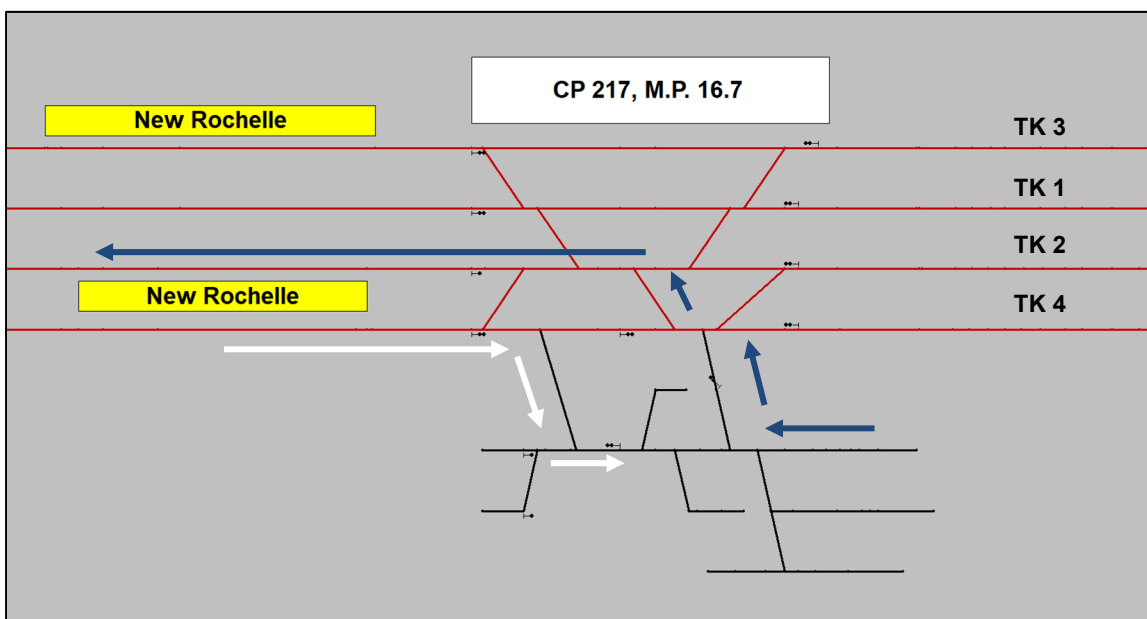 CP 217, M.P. 16.7
New Rochelle
TK 3
TK 1
TK 2
New Rochelle
TK 4